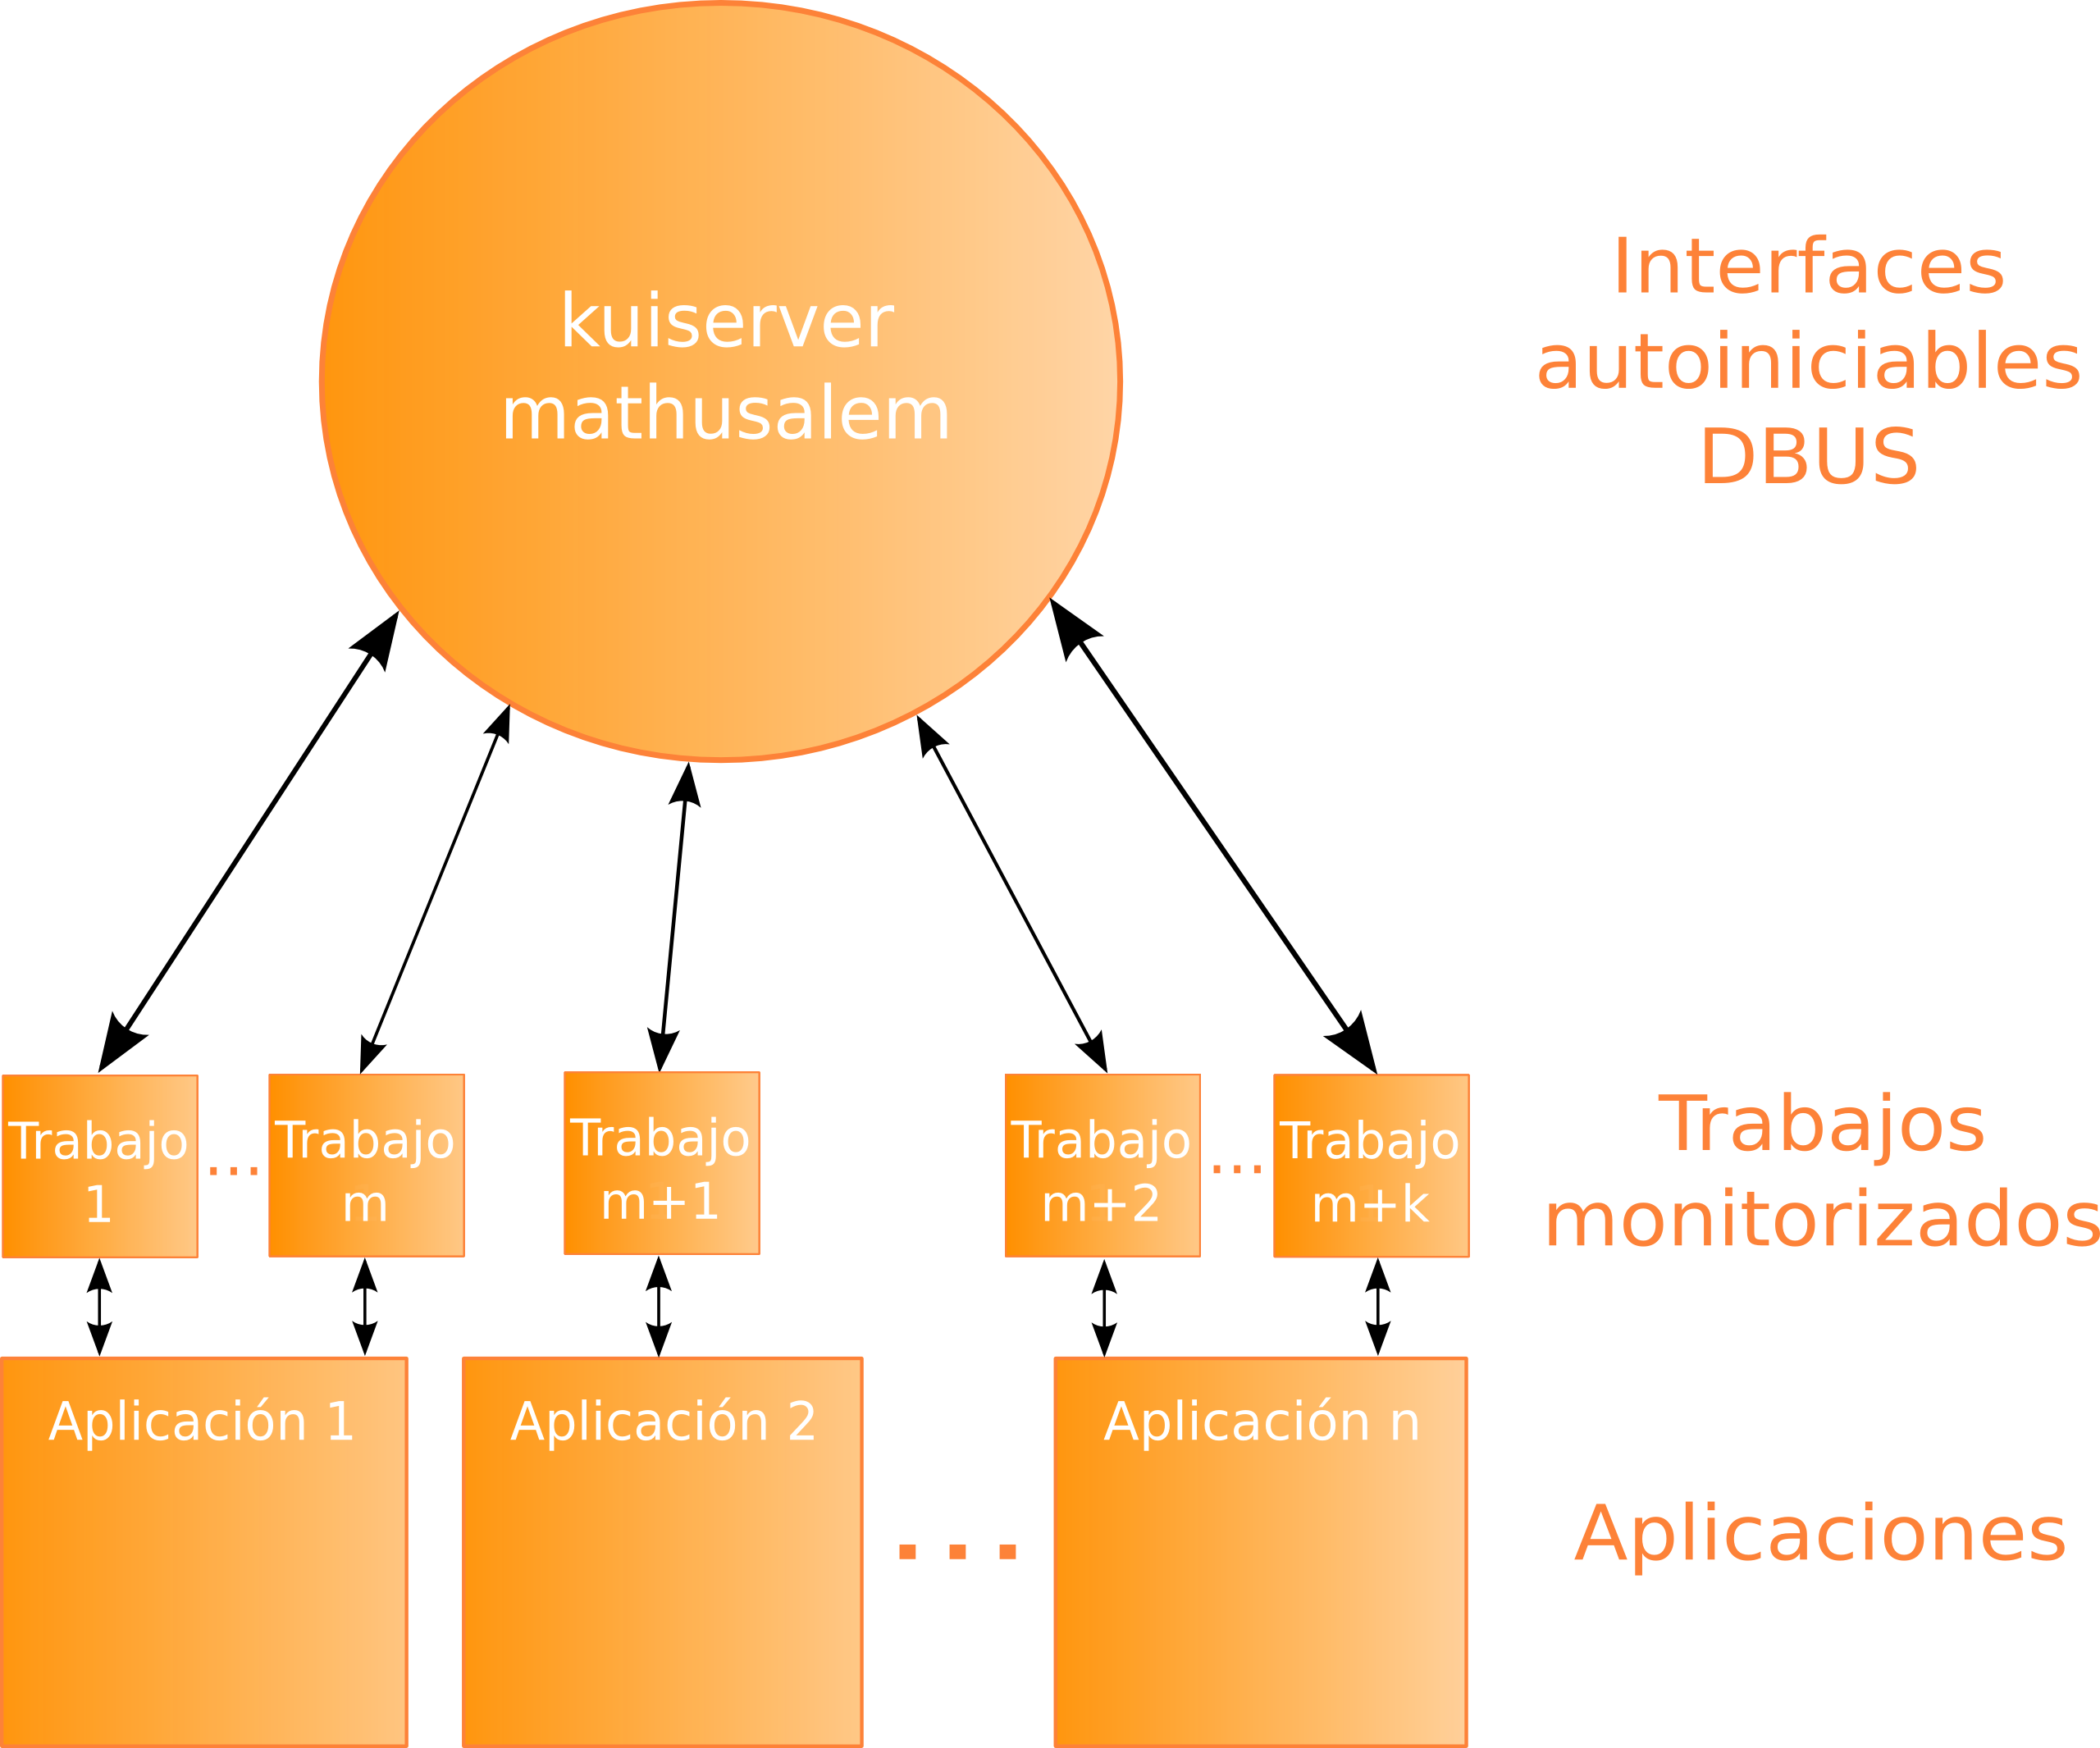 kuiserver
mathusalem
Interfaces
autoiniciables
DBUS
Trabajo
1
...
Trabajo
m
Trabajo
m+1
Trabajo
m+2
...
Trabajo
m+k
Trabajos
monitorizados
Aplicación 1
Aplicación 2
...
Aplicación n
Aplicaciones